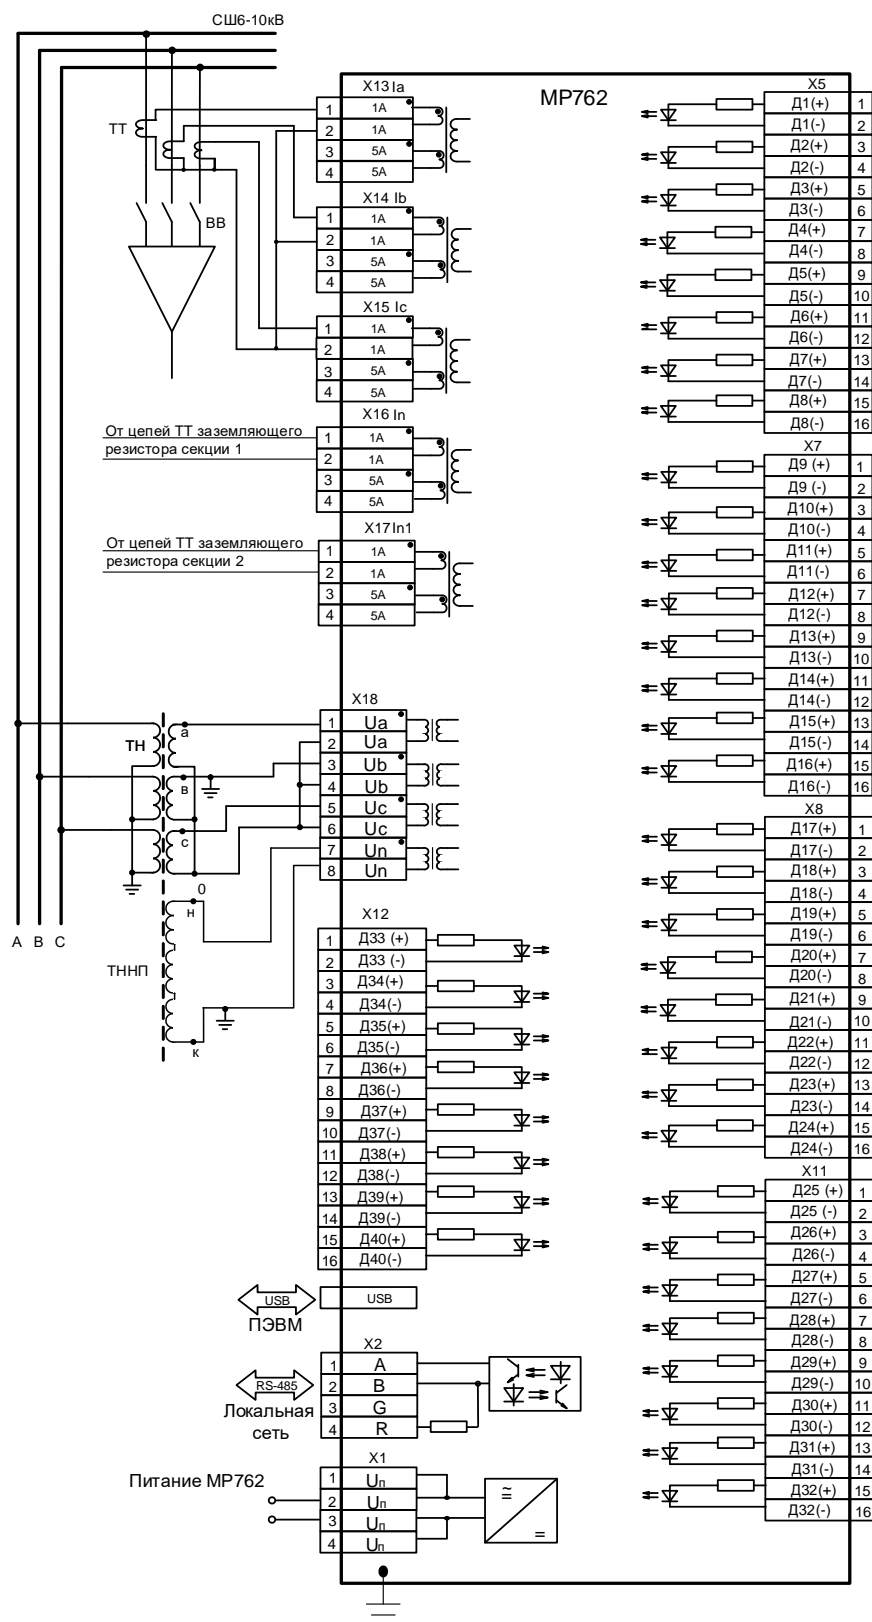 СШ6-10кВ
MP762
ТТ
ВВ
X13 Ia
1 1A
2 1A
3 5A
4 5A
X14 Ib
1 1A
2 1A
3 5A
4 5A
X15 Ic
1 1A
2 1A
3 5A
4 5A
X16 In
От цепей ТТ заземляющего
резистора секции 1
1 1A
2 1A
3 5A
4 5A
X17In1
От цепей ТТ заземляющего
резистора секции 2
1 1A
2 1A
3 5A
4 5A
X18
1 Ua
2 Ua
3 Ub
4 Ub
5 Uc
6 Uc
7 Un
8 Un
ТН
а
в
с
0
н
ТННП
к
А В С
X12
1 Д33 (+)
2 Д33 (-)
3 Д34(+)
4 Д34(-)
5 Д35(+)
6 Д35(-)
7 Д36(+)
8 Д36(-)
9 Д37(+)
10 Д37(-)
11 Д38(+)
12 Д38(-)
13 Д39(+)
14 Д39(-)
15 Д40(+)
16 Д40(-)
USB
USB
ПЭВМ
X2
1 A
2 B
3 G
4 R
RS-485
Локальная
сеть
X1
Питание МР762
1 Uп
2 Uп
3 Uп
4 Uп
≃
=
X5
Д1(+) 1
Д1(-) 2
Д2(+) 3
Д2(-) 4
Д3(+) 5
Д3(-) 6
Д4(+) 7
Д4(-) 8
Д5(+) 9
Д5(-) 10
Д6(+) 11
Д6(-) 12
Д7(+) 13
Д7(-) 14
Д8(+) 15
Д8(-) 16
X7
Д9 (+) 1
Д9 (-) 2
Д10(+) 3
Д10(-) 4
Д11(+) 5
Д11(-) 6
Д12(+) 7
Д12(-) 8
Д13(+) 9
Д13(-) 10
Д14(+) 11
Д14(-) 12
Д15(+) 13
Д15(-) 14
Д16(+) 15
Д16(-) 16
X8
Д17(+) 1
Д17(-) 2
Д18(+) 3
Д18(-) 4
Д19(+) 5
Д19(-) 6
Д20(+) 7
Д20(-) 8
Д21(+) 9
Д21(-) 10
Д22(+) 11
Д22(-) 12
Д23(+) 13
Д23(-) 14
Д24(+) 15
Д24(-) 16
X11
Д25 (+) 1
Д25 (-) 2
Д26(+) 3
Д26(-) 4
Д27(+) 5
Д27(-) 6
Д28(+) 7
Д28(-) 8
Д29(+) 9
Д29(-) 10
Д30(+) 11
Д30(-) 12
Д31(+) 13
Д31(-) 14
Д32(+) 15
Д32(-) 16